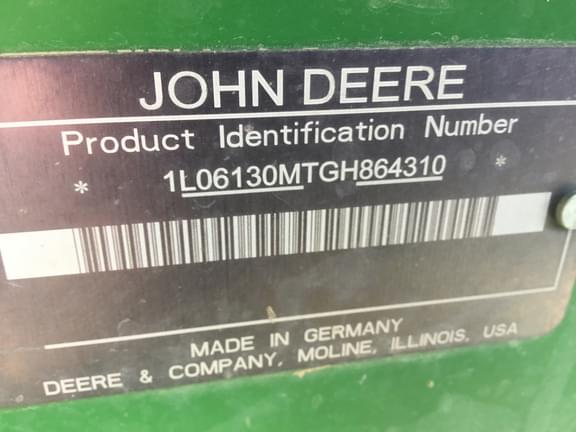 JOHN DEERE
Product Identification Number
* 1L06130MTGH864310 *
MADE IN GERMANY
DEERE & COMPANY, MOLINE, ILLINOIS, USA